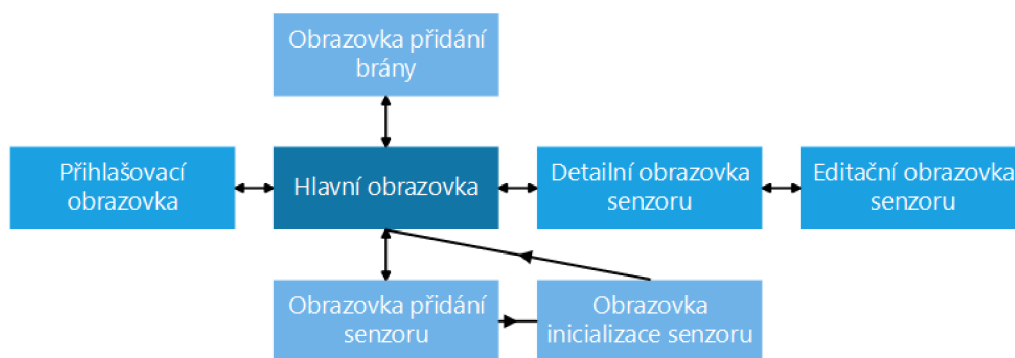 Obrazovka přidání
brány
Přihlašovací
obrazovka
Hlavní obrazovka
Detailní obrazovka
senzoru
Editační obrazovka
senzoru
Obrazovka přidání
senzoru
Obrazovka
inicializace senzoru